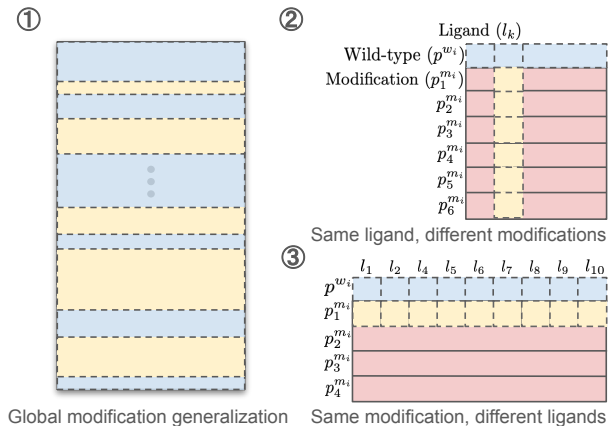 ①
Global modification generalization
②
Ligand (l_k)
Wild-type (p^{w_i})
Modification (p_1^{m_i})
p_2^{m_i}
p_3^{m_i}
p_4^{m_i}
p_5^{m_i}
p_6^{m_i}
Same ligand, different modifications
③
l_1 l_2 l_4 l_5 l_6 l_7 l_8 l_9 l_{10}
p^{w_i}
p_1^{m_i}
p_2^{m_i}
p_3^{m_i}
p_4^{m_i}
Same modification, different ligands